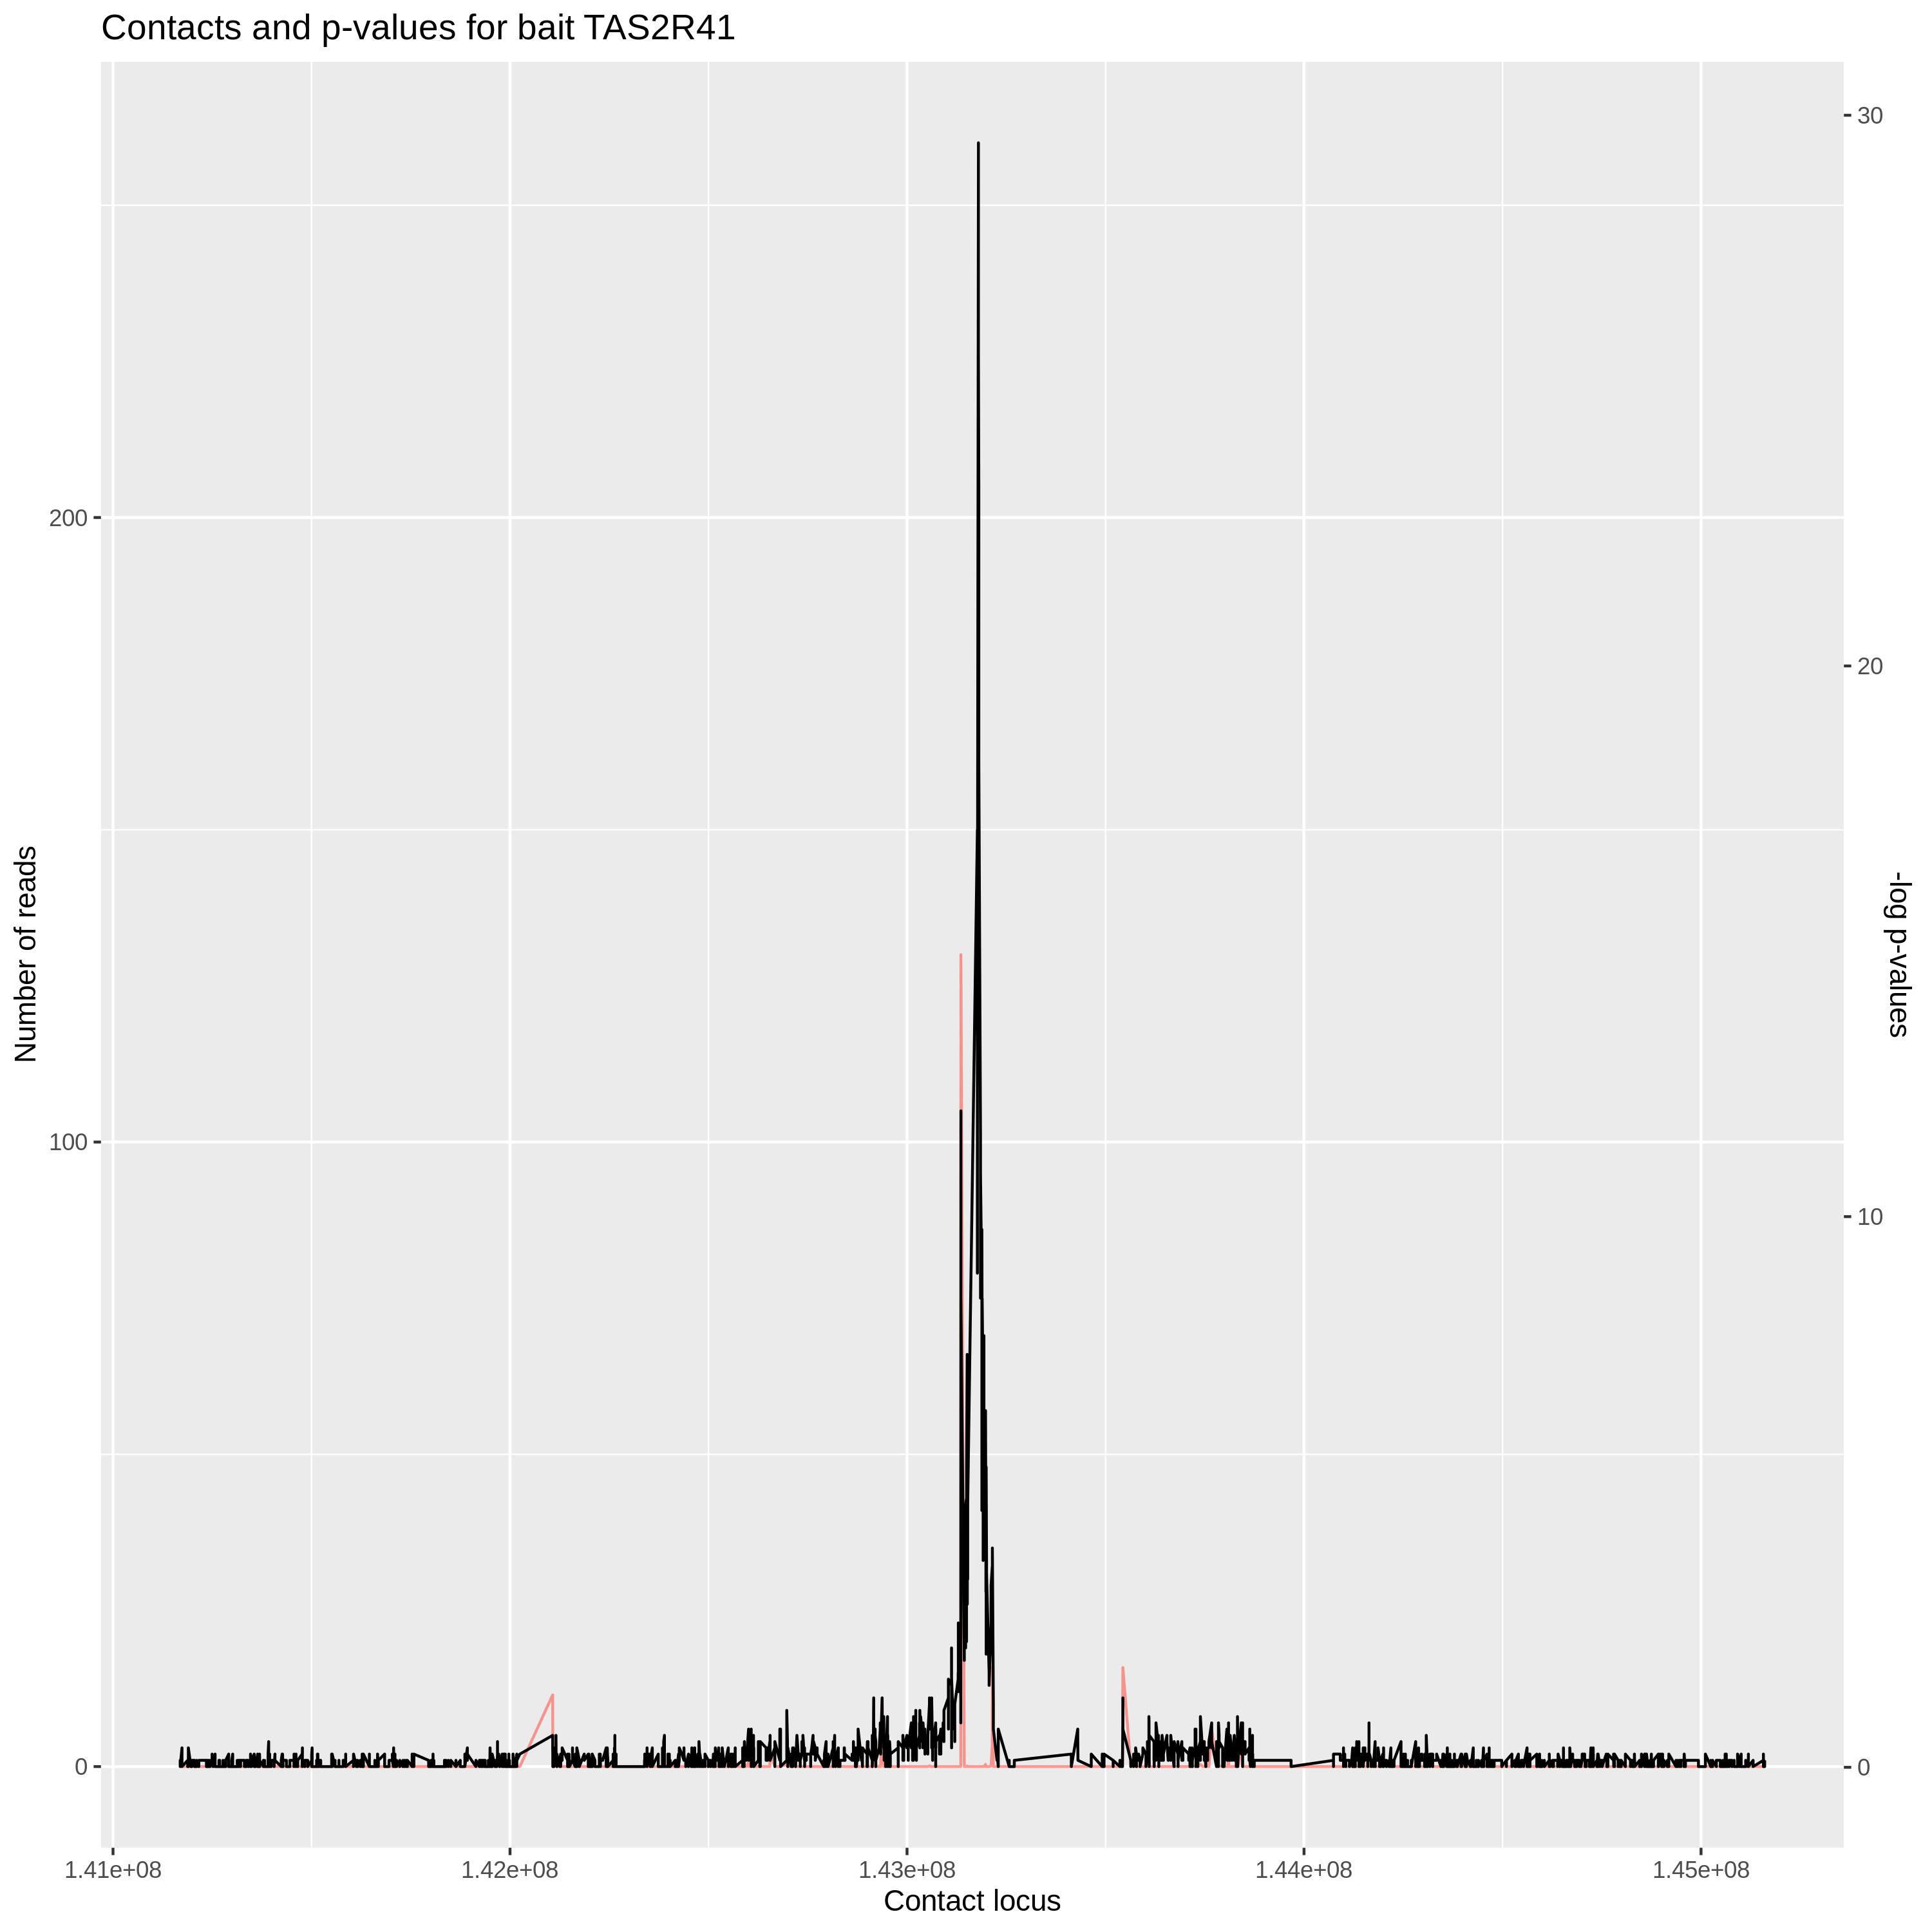 Contacts and p-values for bait TAS2R41
30
200
20
Number of reads
-log p-values
100
10
0
0
1.41e+08 1.42e+08 1.43e+08 1.44e+08 1.45e+08
Contact locus